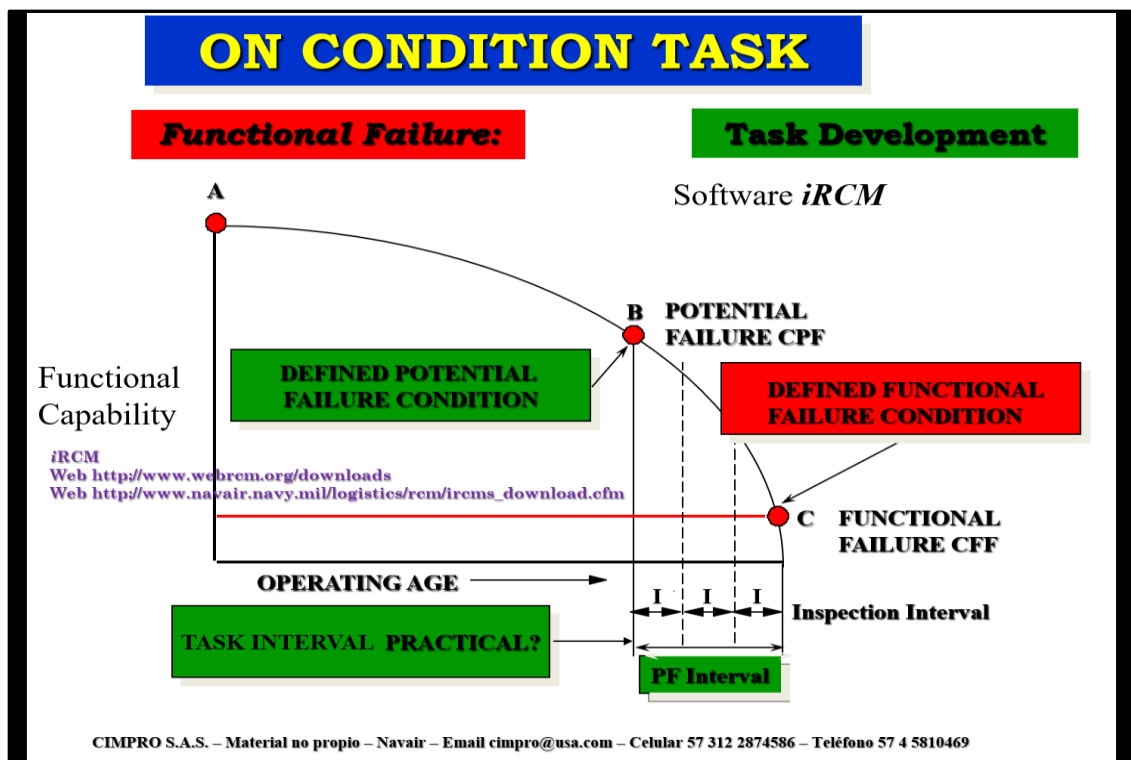 ON CONDITION TASK
Functional Failure:
Task Development
Software iRCM
A
B
POTENTIAL
FAILURE CPF
DEFINED POTENTIAL
FAILURE CONDITION
DEFINED FUNCTIONAL
FAILURE CONDITION
Functional
Capability
iRCM
Web http://www.webrcm.org/downloads
Web http;//www.navair.navy.mil/logistics/rcm/ircms_download.cfm
C
FUNCTIONAL
FAILURE CFF
OPERATING AGE
I I I
Inspection Interval
TASK INTERVAL PRACTICAL?
PF Interval
CIMPRO S.A.S. – Material no propio – Navair – Email cimpro@usa.com – Celular 57 312 2874586 – Teléfono 57 4 5810469